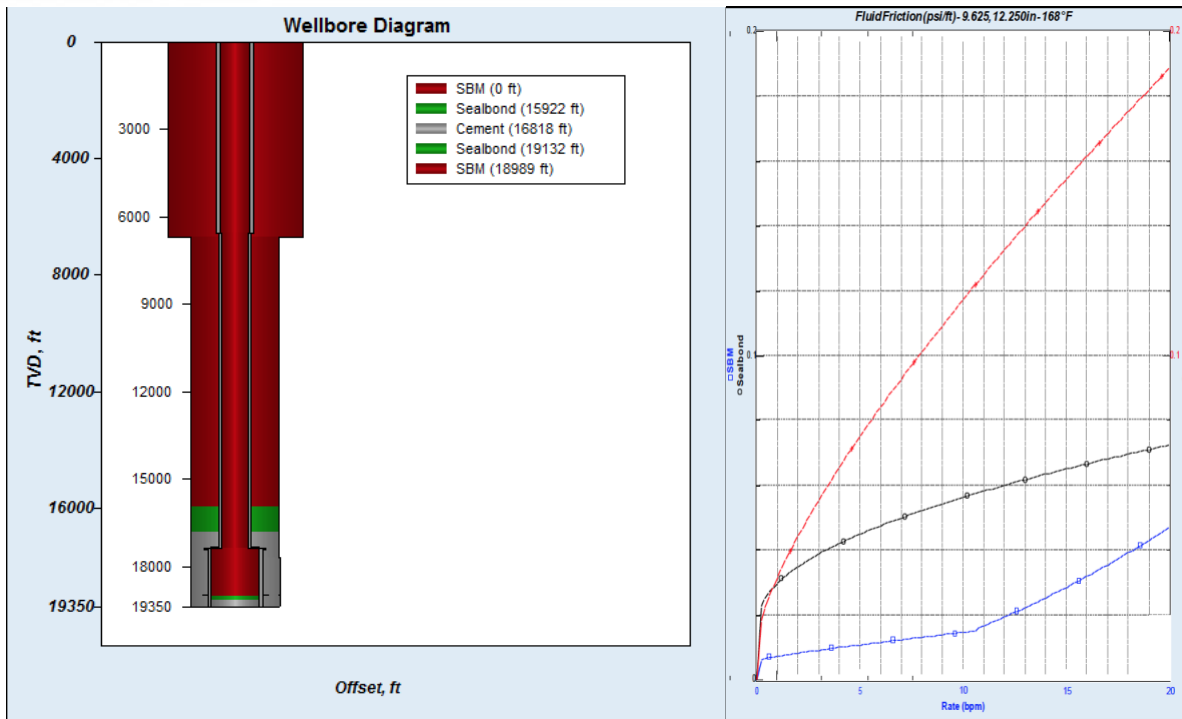 Wellbore Diagram
0
3000
4000
6000
8000
9000
12000
12000
15000
16000
18000
19350
19350
TVD, ft
Offset, ft
SBM (0 ft)
Sealbond (15922 ft)
Cement (16818 ft)
Sealbond (19132 ft)
SBM (18989 ft)
FluidFriction(psi/ft)-9.625,12.250in-168°F
0.2
0.2
0.1
0.1
SBM
Sealbond
0
0
0
5
10
15
20
Rate (bpm)